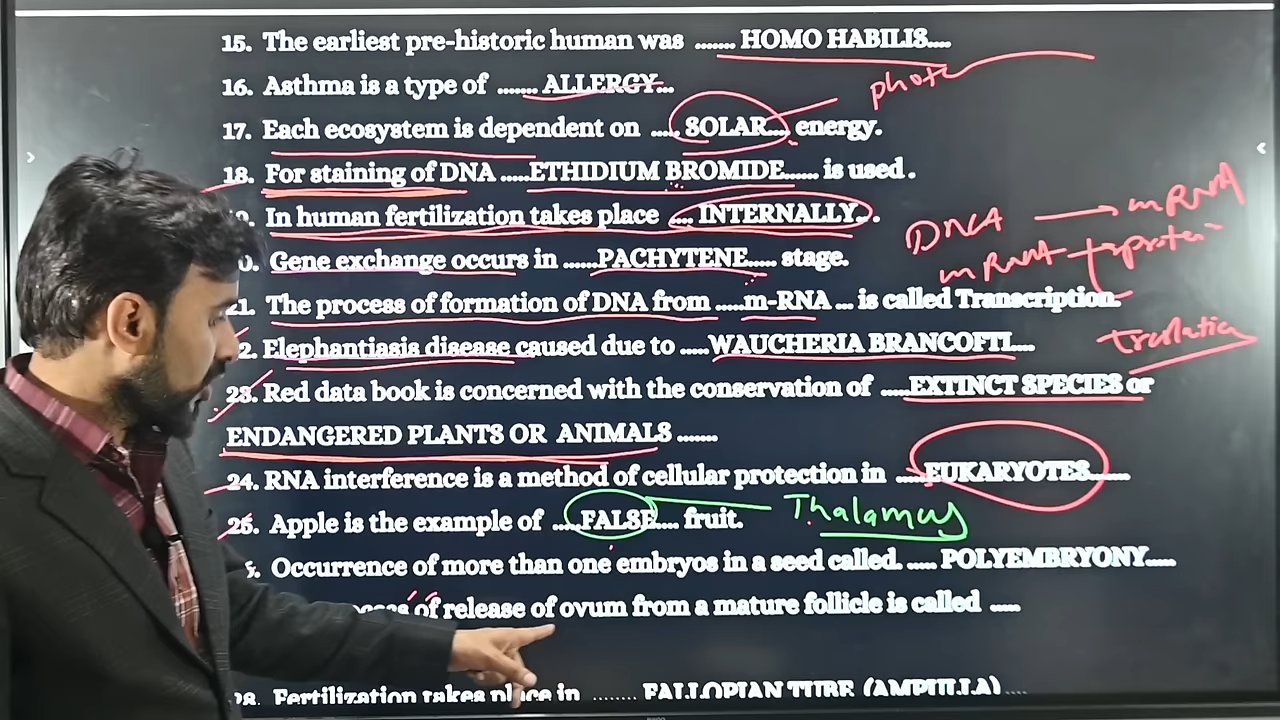 15. The earliest pre-historic human was ....... HOMO HABILIS....
16. Asthma is a type of ....... ALLERGY...
phot
17. Each ecosystem is dependent on ..... SOLAR.... energy.
18. For staining of DNA .....ETHIDIUM BROMIDE...... is used .
In human fertilization takes place .... INTERNALLY.. .
DNA → mRNA
0. Gene exchange occurs in ......PACHYTENE..... stage.
mRNA → protein
21. The process of formation of DNA from .....m-RNA ... is called Transcription.
2. Elephantiasis disease caused due to .....WAUCHERIA BRANCOFTI....
23. Red data book is concerned with the conservation of ....EXTINCT SPECIES or
ENDANGERED PLANTS OR ANIMALS .......
24. RNA interference is a method of cellular protection in ....EUKARYOTES......
25. Apple is the example of .....FALSE.... fruit. Thalamus
Occurrence of more than one embryos in a seed called. ..... POLYEMBRYONY.....
of release of ovum from a mature follicle is called .....
28. Fertilization takes place in ........ FALLOPIAN TUBE (AMPULLA) ....